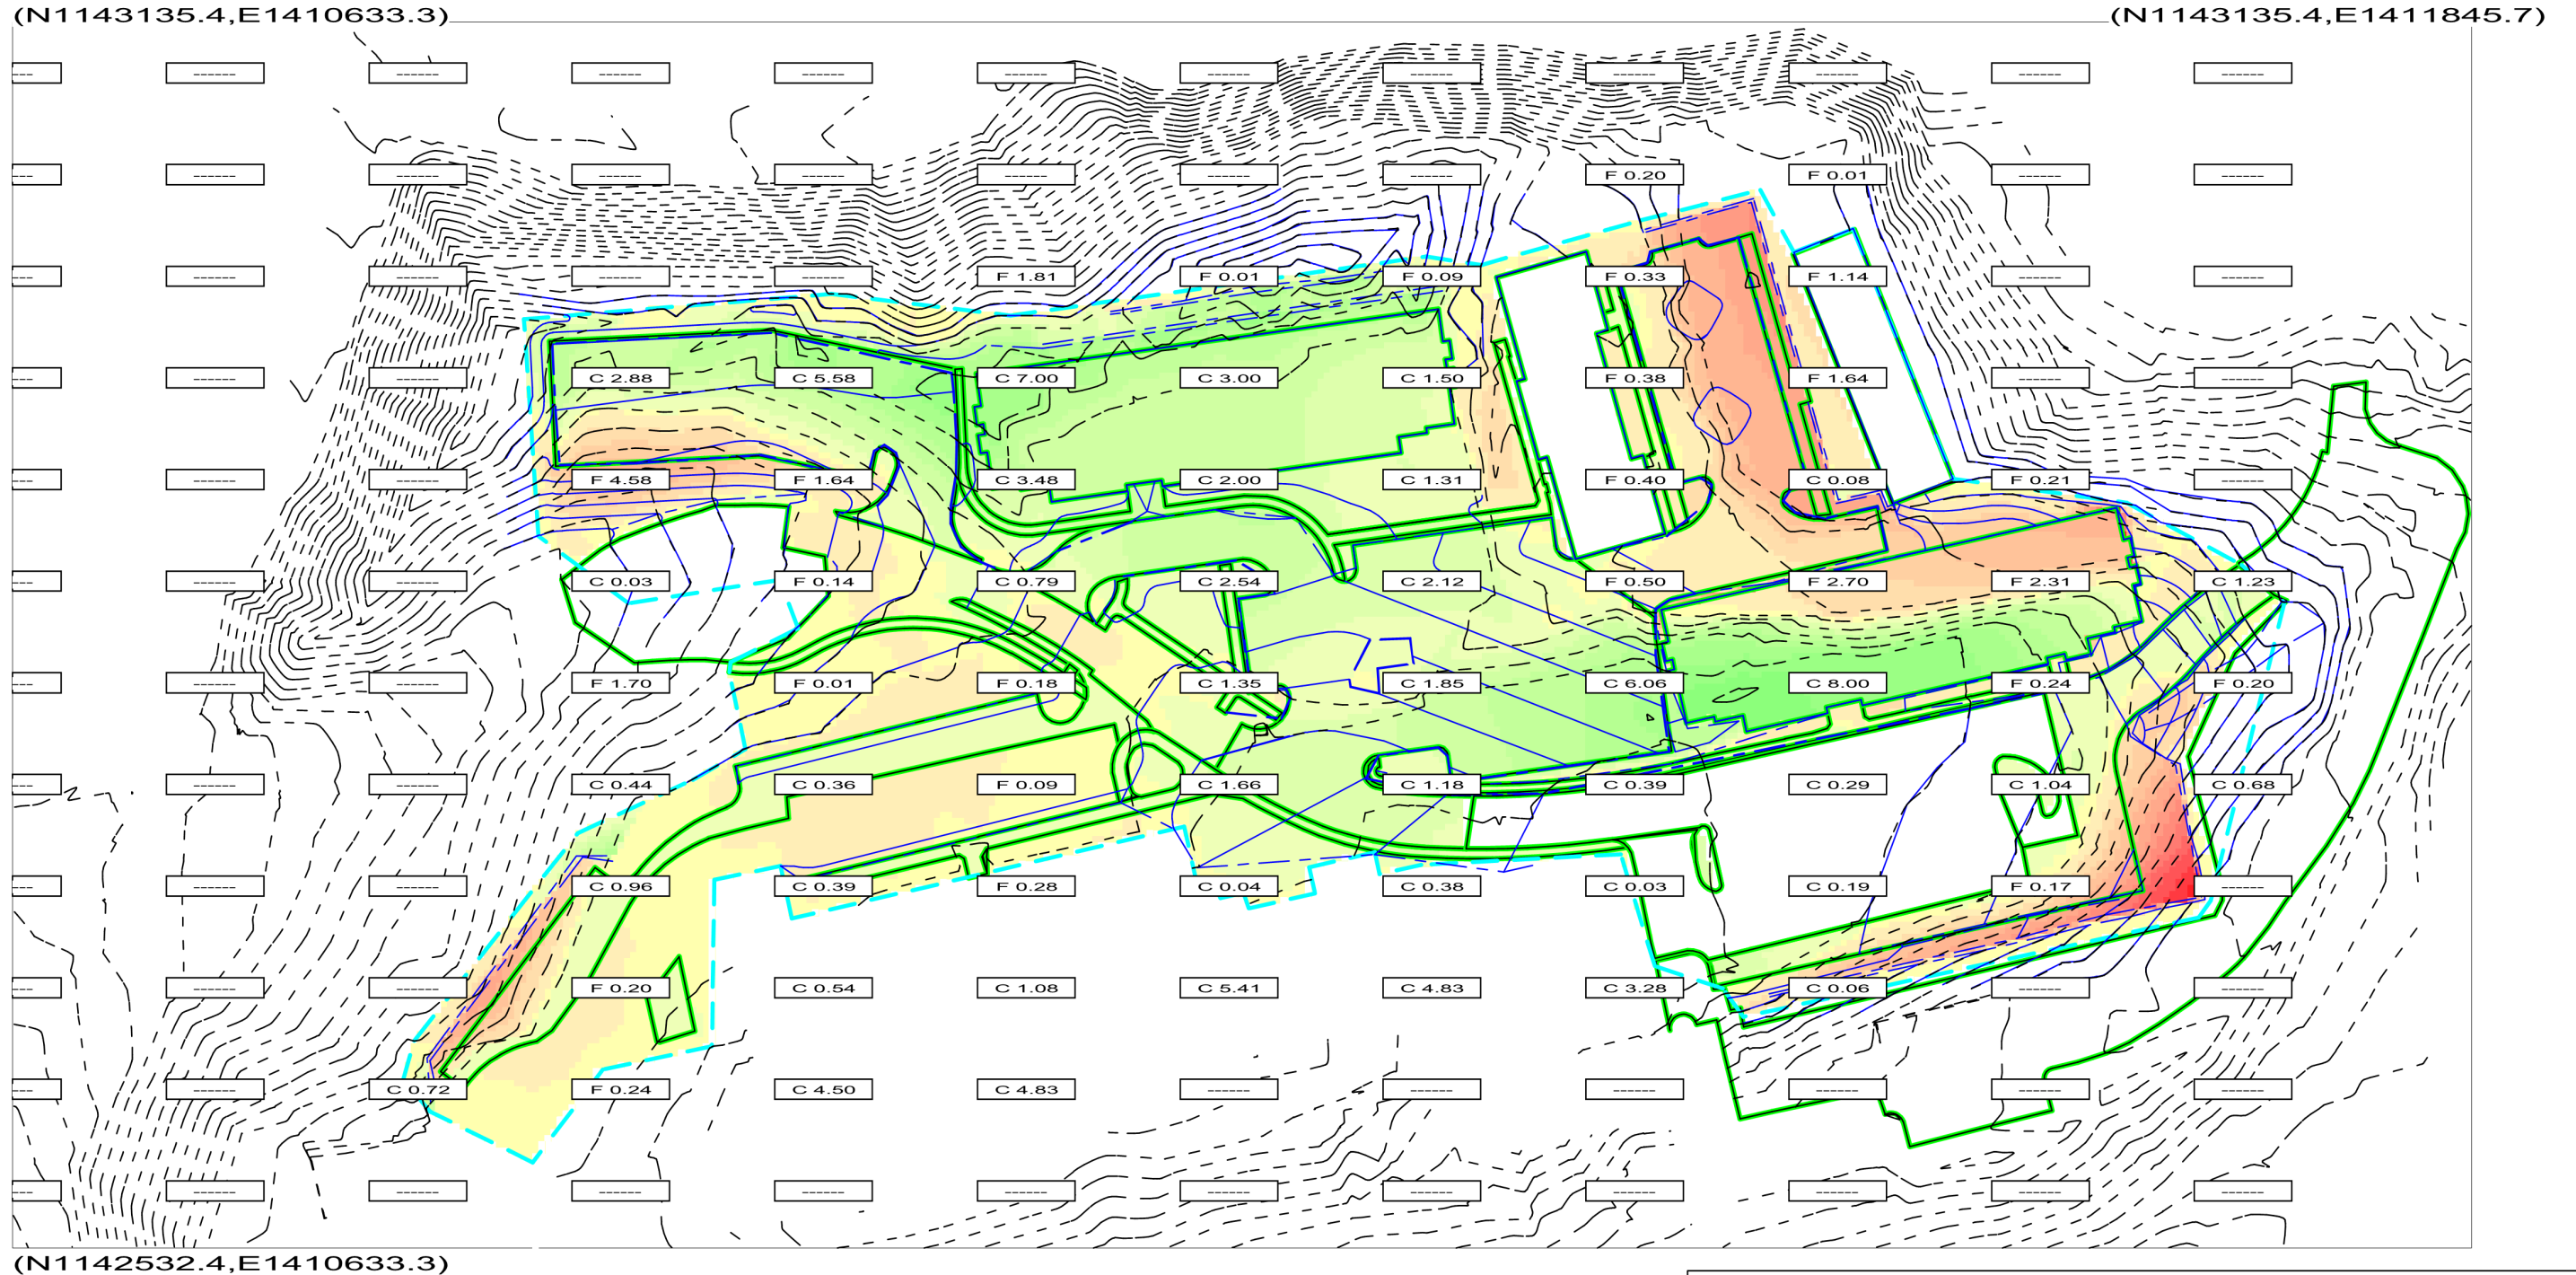 (N1143135.4,E1410633.3) (N1143135.4,E1411845.7)
--- ------ ------ ------ ------ ------ ------ ------ ------ ------ ------ ------
--- ------ ------ ------ ------ ------ ------ ------ F 0.20 F 0.01 ------ ------
--- ------ ------ ------ ------ F 1.81 F 0.01 F 0.09 F 0.33 F 1.14 ------ ------
--- ------ ------ C 2.88 C 5.58 C 7.00 C 3.00 C 1.50 F 0.38 F 1.64 ------ ------
--- ------ ------ F 4.58 F 1.64 C 3.48 C 2.00 C 1.31 F 0.40 C 0.08 F 0.21 ------
--- ------ ------ C 0.03 F 0.14 C 0.79 C 2.54 C 2.12 F 0.50 F 2.70 F 2.31 C 1.23
--- ------ ------ F 1.70 F 0.01 F 0.18 C 1.35 C 1.85 C 6.06 C 8.00 F 0.24 F 0.20
--- ------ ------ C 0.44 C 0.36 F 0.09 C 1.66 C 1.18 C 0.39 C 0.29 C 1.04 C 0.68
--- ------ ------ C 0.96 C 0.39 F 0.28 C 0.04 C 0.38 C 0.03 C 0.19 F 0.17 ------
--- ------ ------ F 0.20 C 0.54 C 1.08 C 5.41 C 4.83 C 3.28 C 0.06 ------ ------
--- ------ C 0.72 F 0.24 C 4.50 C 4.83 ------ ------ ------ ------ ------ ------
--- ------ ------ ------ ------ ------ ------ ------ ------ ------ ------ ------
(N1142532.4,E1410633.3)